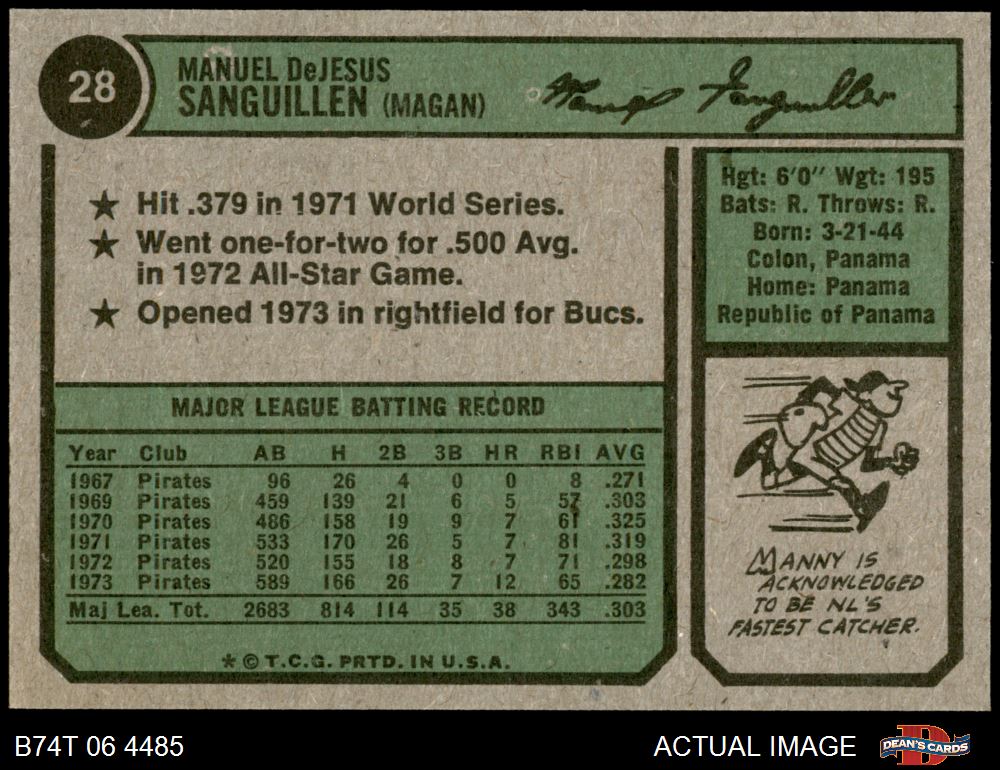 28
MANUEL DeJESUS
SANGUILLEN (MAGAN)
Manuel Sanguillen
★ Hit .379 in 1971 World Series.
★ Went one-for-two for .500 Avg.
in 1972 All-Star Game.
★ Opened 1973 in rightfield for Bucs.
Hgt: 6'0" Wgt: 195
Bats: R. Throws: R.
Born: 3-21-44
Colon, Panama
Home: Panama
Republic of Panama
MAJOR LEAGUE BATTING RECORD
Year Club AB H 2B 3B HR RBI AVG
1967 Pirates 96 26 4 0 0 8 .271
1969 Pirates 459 139 21 6 5 57 .303
1970 Pirates 486 158 19 9 7 61 .325
1971 Pirates 533 170 26 5 7 81 .319
1972 Pirates 520 155 18 8 7 71 .298
1973 Pirates 589 166 26 7 12 65 .282
Maj Lea. Tot. 2683 814 114 35 38 343 .303
* © T.C.G. PRTD. IN U.S.A.
MANNY IS
ACKNOWLEDGED
TO BE NL'S
FASTEST CATCHER.
B74T 06 4485
ACTUAL IMAGE
D
DEAN'S CARDS